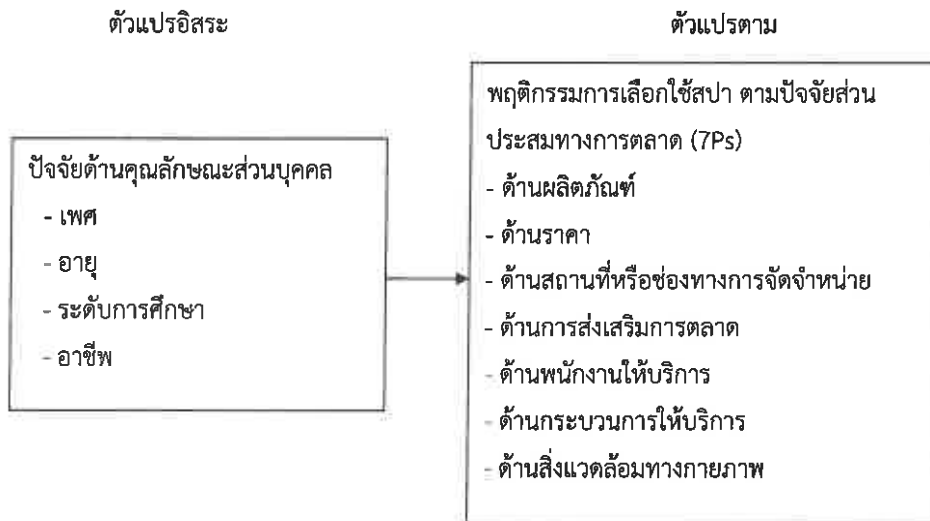 ตัวแปรอิสระ
ตัวแปรตาม
ปัจจัยด้านคุณลักษณะส่วนบุคคล
- เพศ
- อายุ
- ระดับการศึกษา
- อาชีพ
พฤติกรรมการเลือกใช้สปา ตามปัจจัยส่วน
ประสมทางการตลาด (7Ps)
- ด้านผลิตภัณฑ์
- ด้านราคา
- ด้านสถานที่หรือช่องทางการจัดจำหน่าย
- ด้านการส่งเสริมการตลาด
- ด้านพนักงานให้บริการ
- ด้านกระบวนการให้บริการ
- ด้านสิ่งแวดล้อมทางกายภาพ